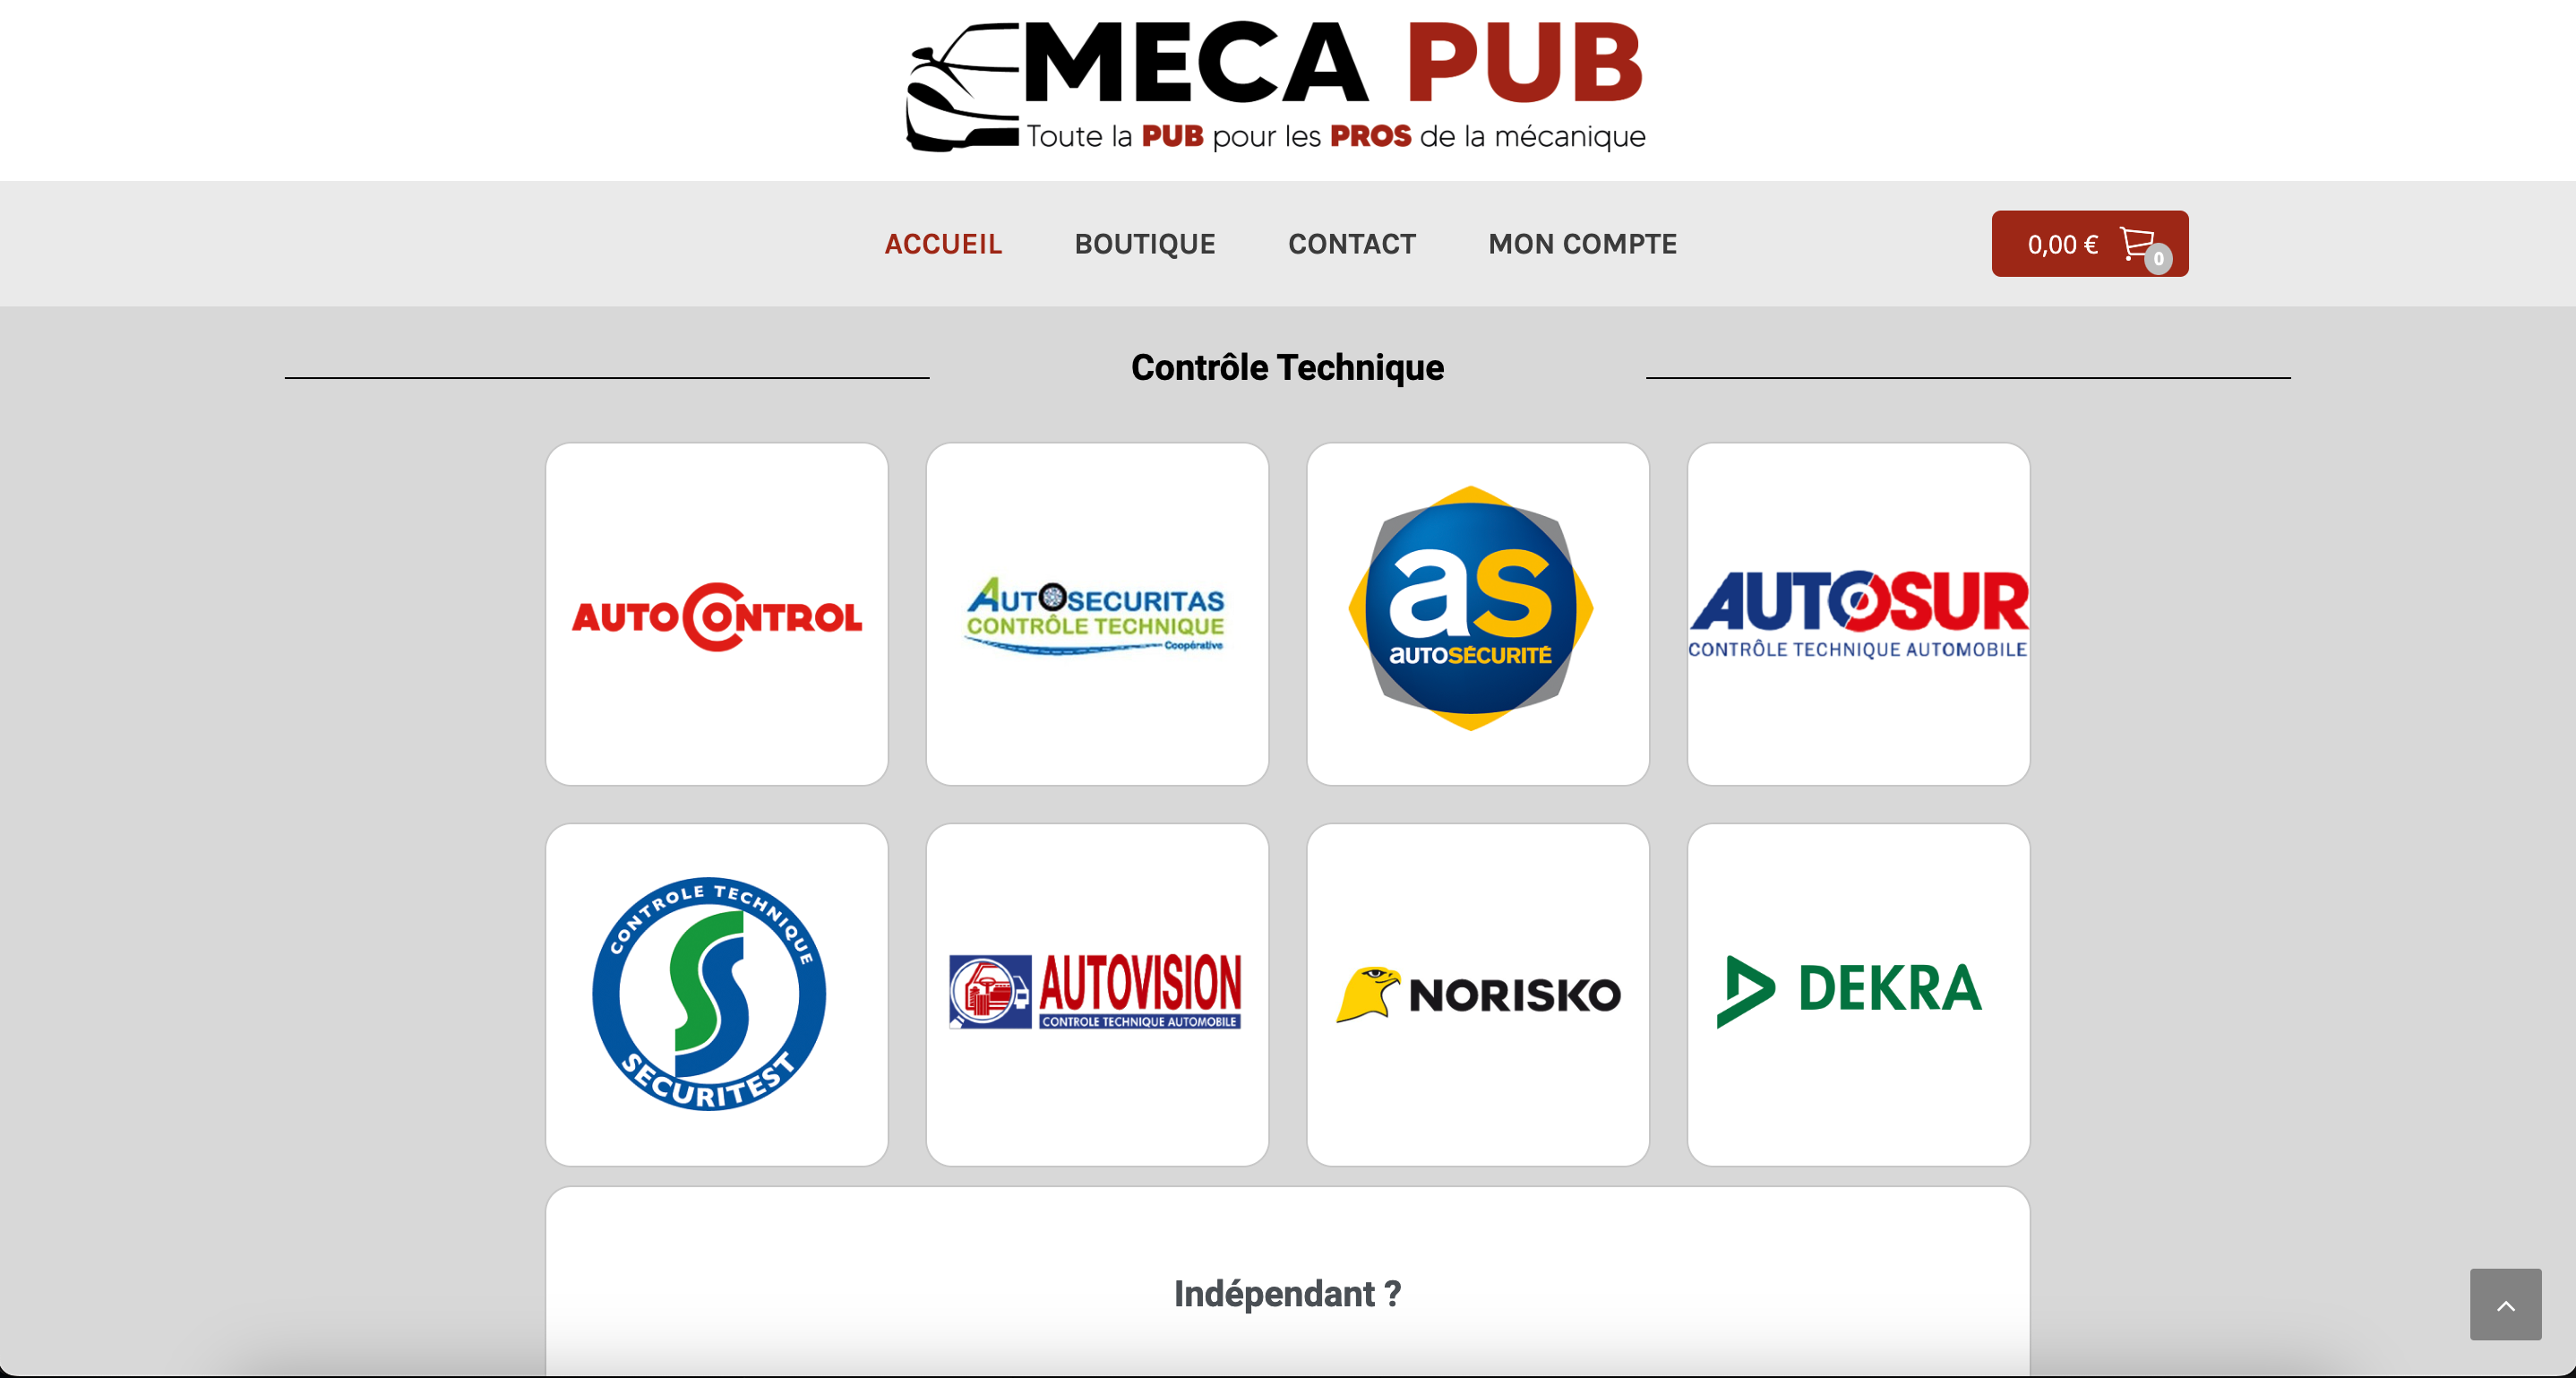 MECA PUB
Toute la PUB pour les PROS de la mécanique
ACCUEIL BOUTIQUE CONTACT MON COMPTE 0,00 € 0
Contrôle Technique
AUTOCONTROL
AUTOSECURITAS
CONTRÔLE TECHNIQUE
Coopérative
as
AUTOSÉCURITÉ
AUTOSUR
CONTRÔLE TECHNIQUE AUTOMOBILE
CONTROLE TECHNIQUE
SECURITEST
AUTOVISION
CONTROLE TECHNIQUE AUTOMOBILE
NORISKO
DEKRA
Indépendant ?